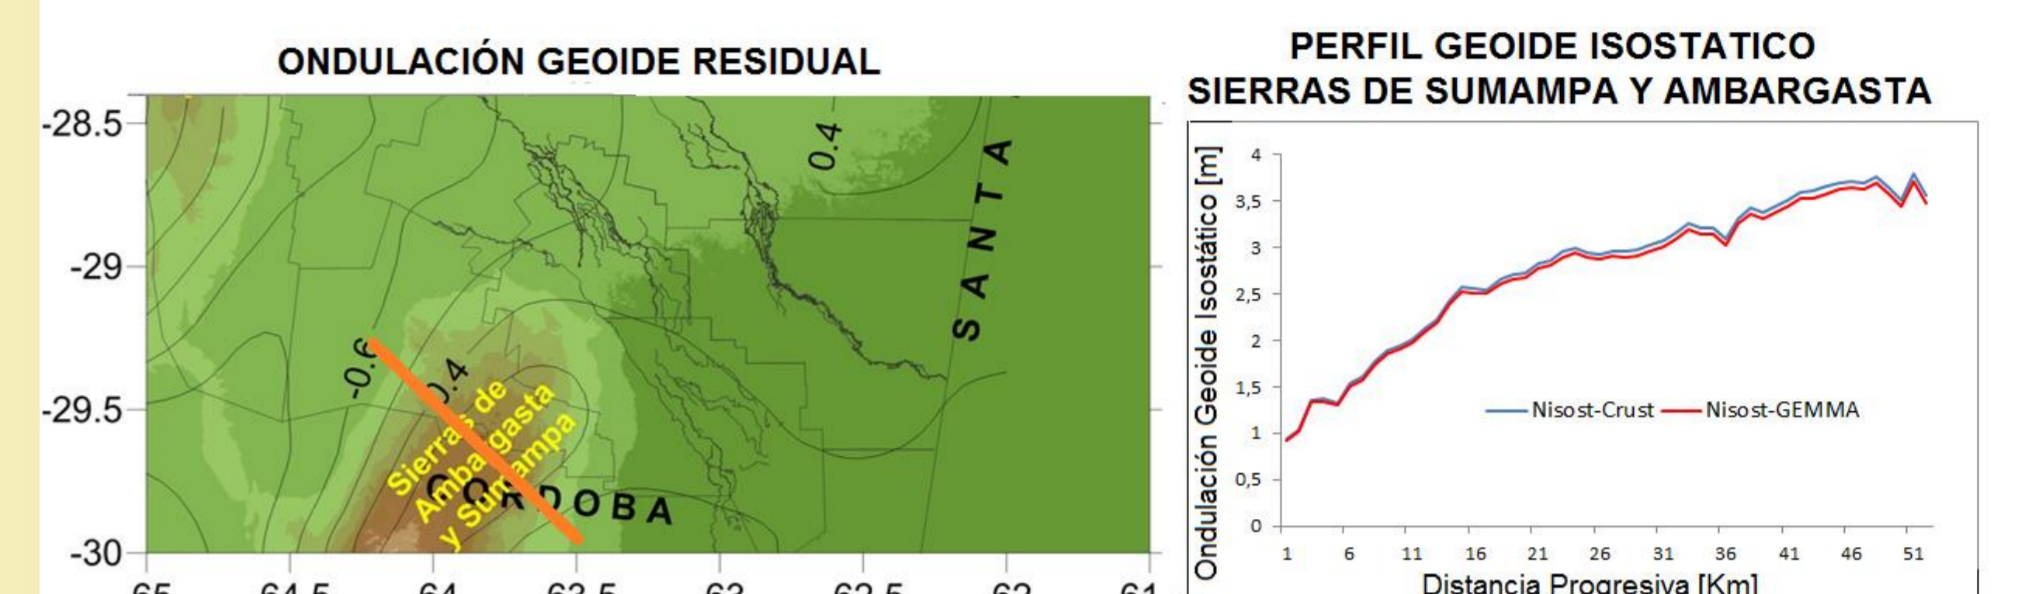 ONDULACIÓN GEOIDE RESIDUAL
-28.5
-29
-29.5
-30
0.4
-0.6
0.4
SANTA
Sierras de
Ambargasta
y Sumampa
CORDOBA
PERFIL GEOIDE ISOSTATICO
SIERRAS DE SUMAMPA Y AMBARGASTA
Ondulación Geoide Isostático [m]
4
3,5
3
2,5
2
1,5
1
0,5
0
Nisost-Crust
Nisost-GEMMA
1 6 11 16 21 26 31 36 41 46 51
Distancia Progresiva [Km]